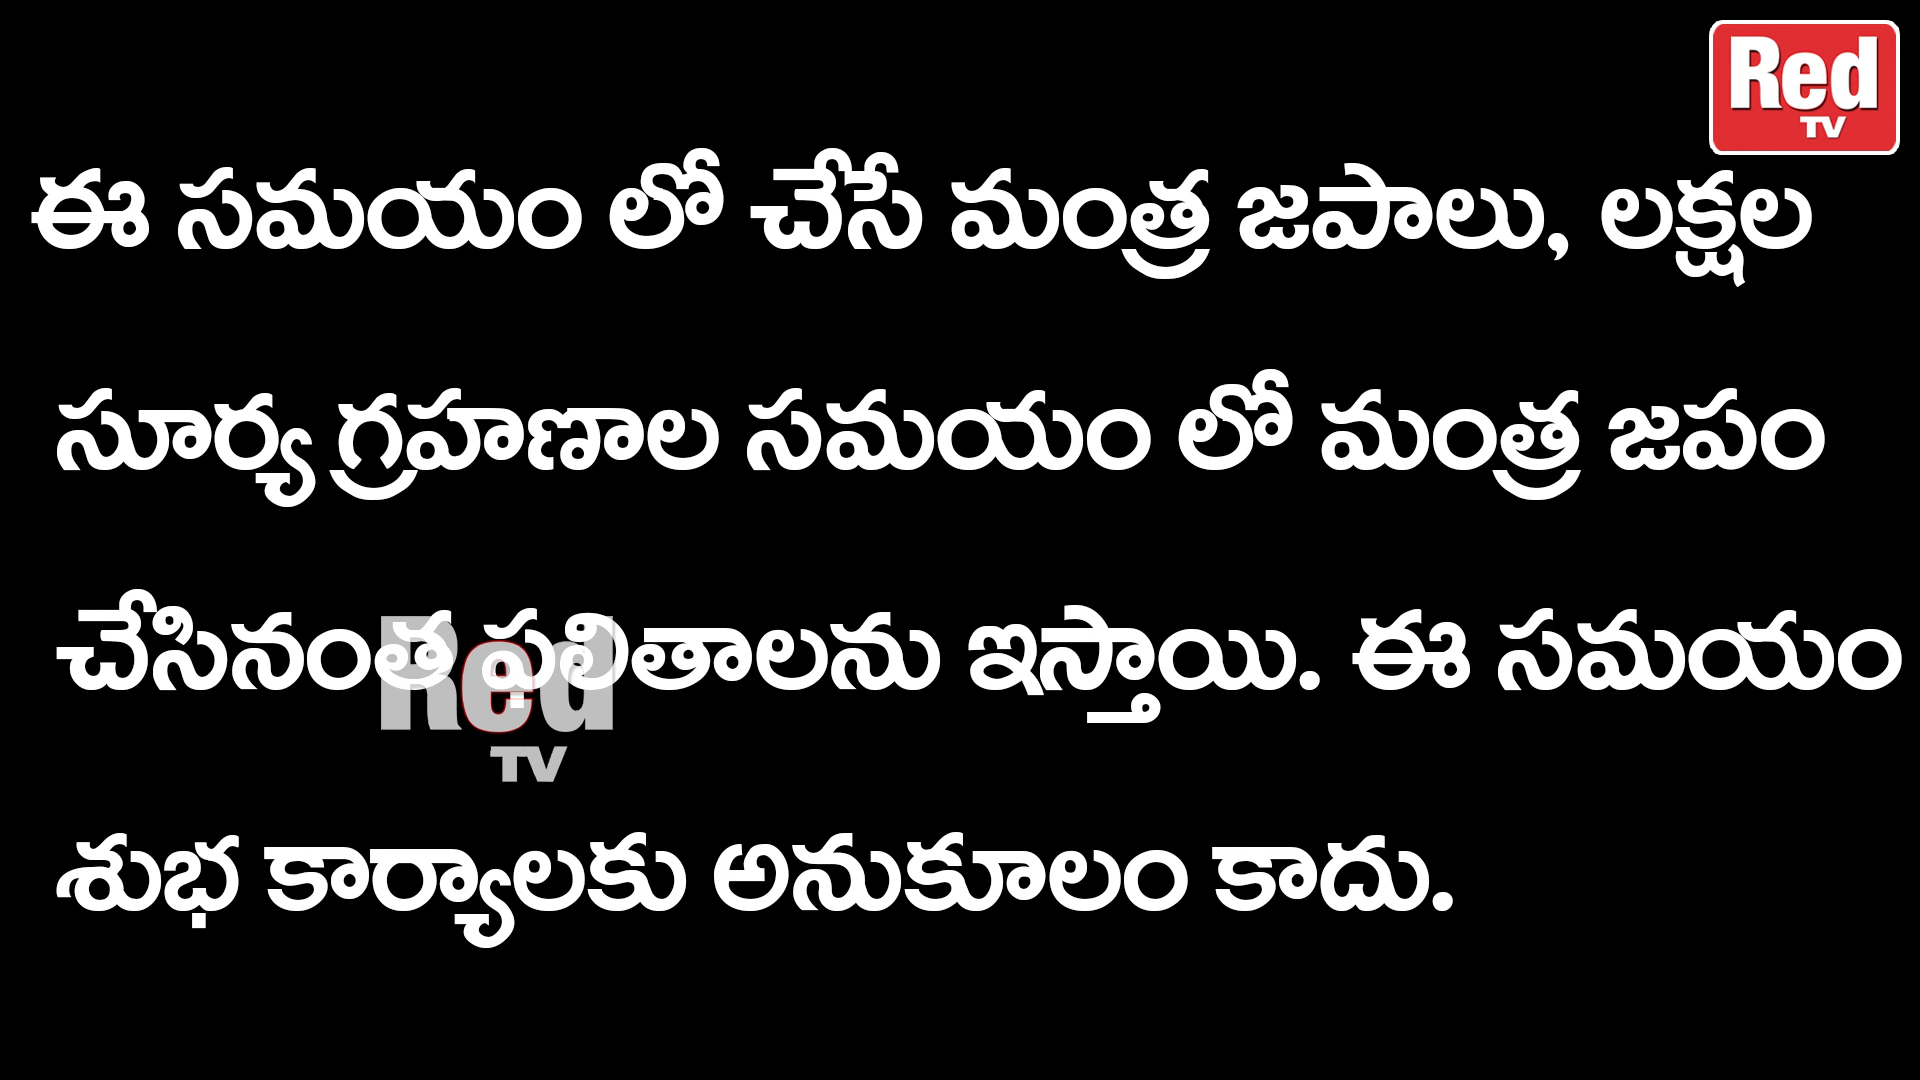 Red
TV
ఈ సమయం లో చేసే మంత్ర జపాలు, లక్షల
సూర్య గ్రహణాల సమయం లో మంత్ర జపం
చేసినంత ఫలితాలను ఇస్తాయి. ఈ సమయం
Red
TV
శుభ కార్యాలకు అనుకూలం కాదు.